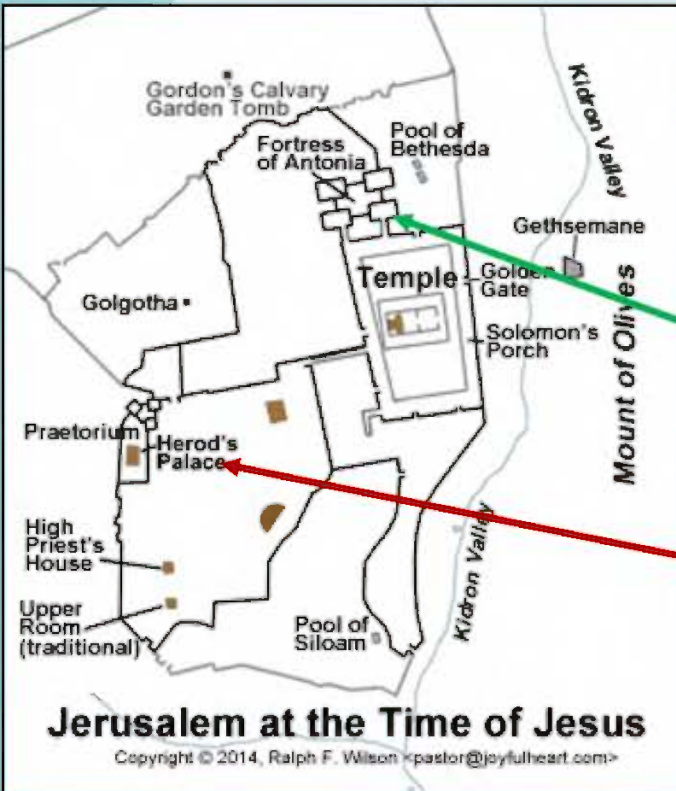 Gordon's Calvary
Garden Tomb
Kidron Valley
Fortress
of Antonia
Pool of
Bethesda
Gethsemane
Temple
Golden
Gate
Golgotha
Solomon's
Porch
Mount of Olives
Praetorium
Herod's
Palace
High
Priest's
House
Kidron Valley
Upper
Room
(traditional)
Pool of
Siloam
Jerusalem at the Time of Jesus
Copyright © 2014, Ralph F. Wilson <pastor@joyfulheart.com>